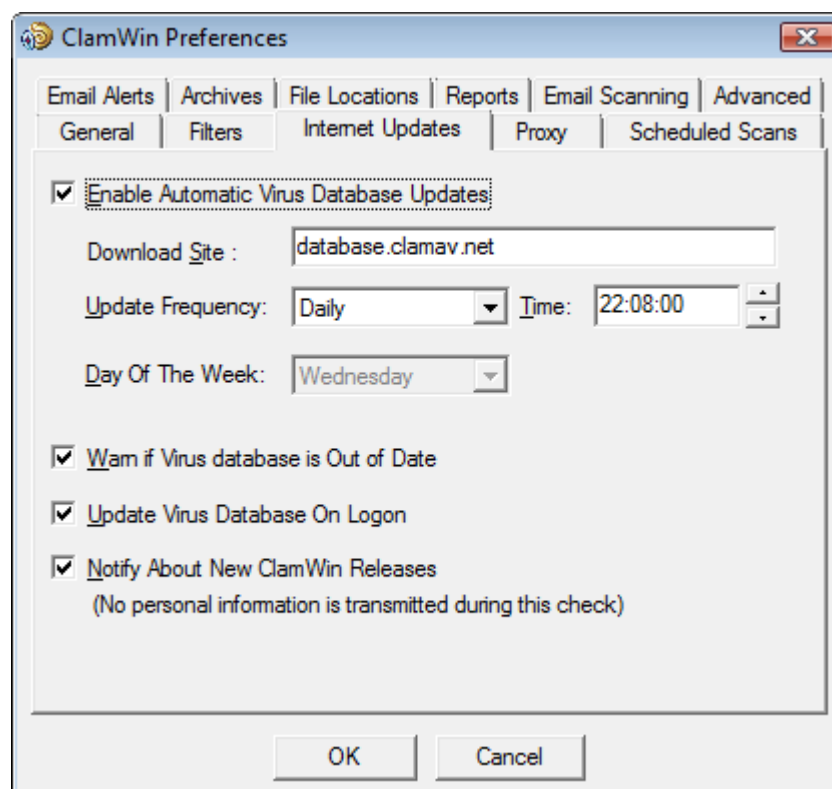 ClamWin Preferences
Email Alerts Archives File Locations Reports Email Scanning Advanced
General Filters Internet Updates Proxy Scheduled Scans
Enable Automatic Virus Database Updates
Download Site : database.clamav.net
Update Frequency: Daily Time: 22:08:00
Day Of The Week: Wednesday
Warn if Virus database is Out of Date
Update Virus Database On Logon
Notify About New ClamWin Releases
(No personal information is transmitted during this check)
OK Cancel